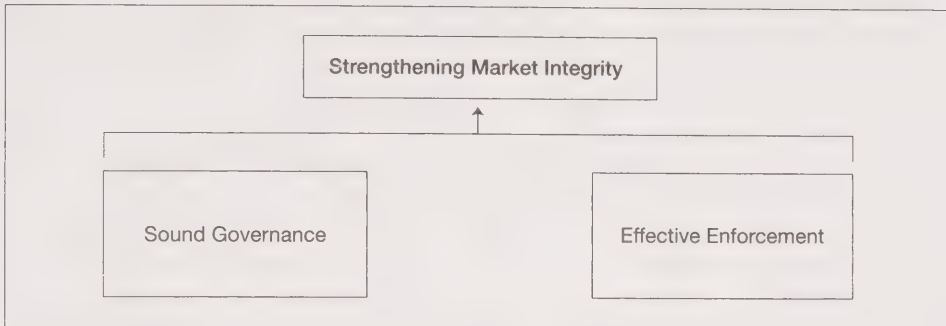 Strengthening Market Integrity
Sound Governance
Effective Enforcement